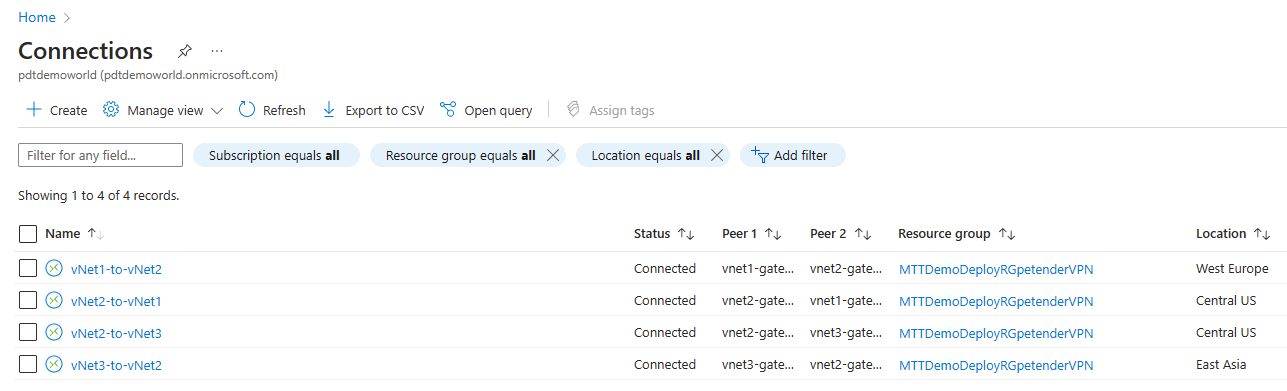 Home
Connections ...
pdtdemoworld (pdtdemoworld.onmicrosoft.com)
Create Manage view Refresh Export to CSV Open query Assign tags
Filter for any field... Subscription equals all Resource group equals all Location equals all Add filter
Showing 1 to 4 of 4 records.
Name Status Peer 1 Peer 2 Resource group Location
vNet1-to-vNet2 Connected vnet1-gate... vnet2-gate... MTTDemoDeployRGpetenderVPN West Europe
vNet2-to-vNet1 Connected vnet2-gate... vnet1-gate... MTTDemoDeployRGpetenderVPN Central US
vNet2-to-vNet3 Connected vnet2-gate... vnet3-gate... MTTDemoDeployRGpetenderVPN Central US
vNet3-to-vNet2 Connected vnet3-gate... vnet2-gate... MTTDemoDeployRGpetenderVPN East Asia